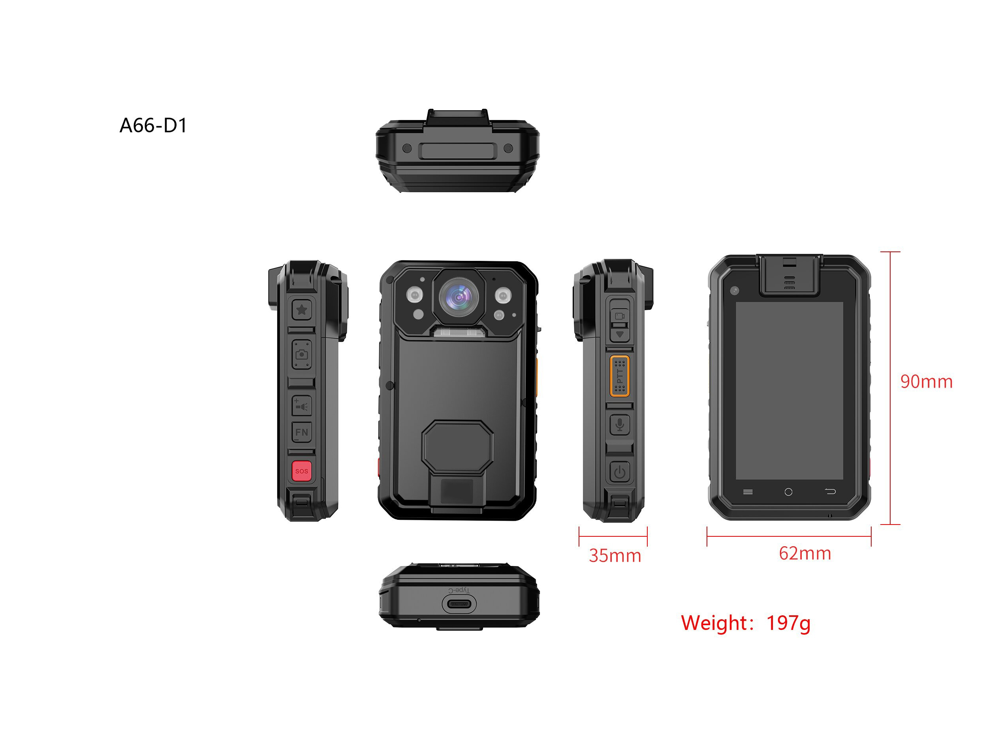 A66-D1
FN
SOS
PTT
90mm
35mm
62mm
Type-C
Weight: 197g